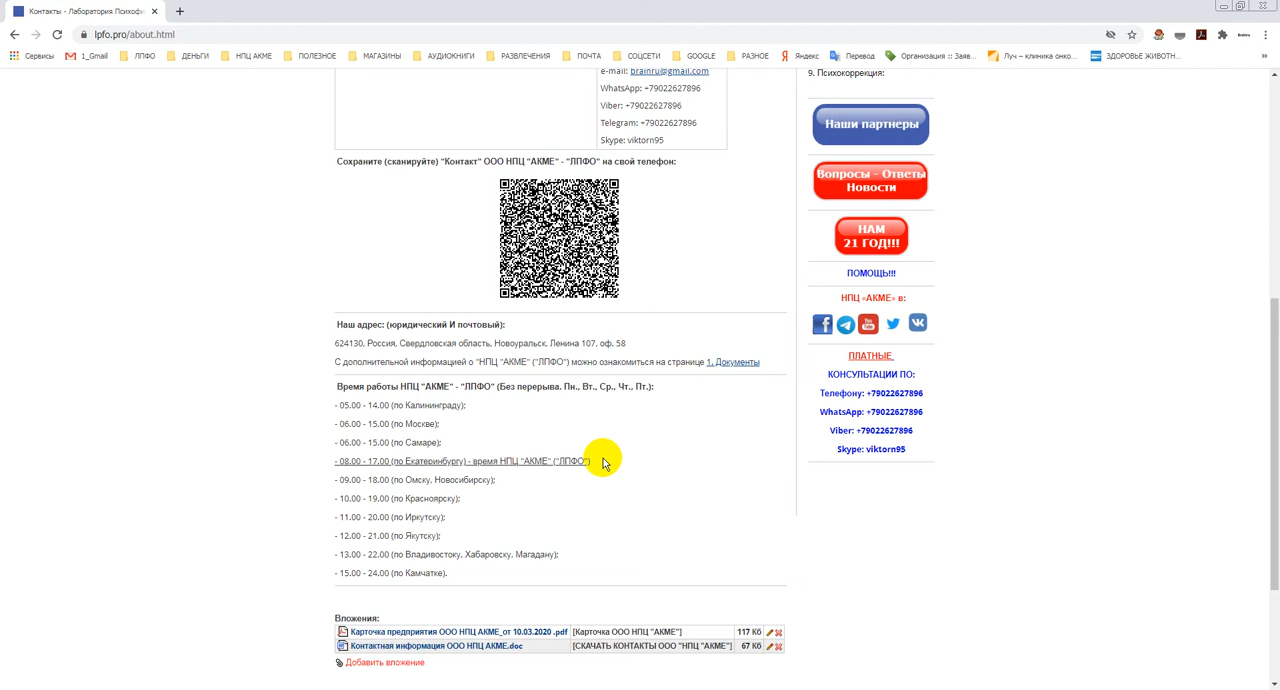 Контакты - Лаборатория Психофи
lpfo.pro/about.html
Сервисы
1_Gmail
ЛПФО
ДЕНЬГИ
НПЦ АКМЕ
ПОЛЕЗНОЕ
МАГАЗИНЫ
АУДИОКНИГИ
РАЗВЛЕЧЕНИЯ
ПОЧТА
СОЦСЕТИ
GOOGLE
РАЗНОЕ
Яндекс
Перевод
Организация :: Заяв...
Луч – клиника онко...
ЗДОРОВЬЕ ЖИВОТН...
e-mail: brainru@gmail.com
WhatsApp: +79022627896
Viber: +79022627896
Telegram: +79022627896
Skype: viktorn95
Сохраните (сканируйте) "Контакт" ООО НПЦ "АКМЕ" - "ЛПФО" на свой телефон:
Наш адрес: (юридический И почтовый):
624130, Россия, Свердловская область, Новоуральск, Ленина 107, оф. 58
С дополнительной информацией о "НПЦ "АКМЕ" ("ЛПФО") можно ознакомиться на странице 1. Документы
Время работы НПЦ "АКМЕ" - "ЛПФО" (Без перерыва. Пн., Вт., Ср., Чт., Пт.):
- 05.00 - 14.00 (по Калининграду);
- 06.00 - 15.00 (по Москве);
- 06.00 - 15.00 (по Самаре);
- 08.00 - 17.00 (по Екатеринбургу) - время НПЦ "АКМЕ" ("ЛПФО")
- 09.00 - 18.00 (по Омску, Новосибирску);
- 10.00 - 19.00 (по Красноярску);
- 11.00 - 20.00 (по Иркутску);
- 12.00 - 21.00 (по Якутску);
- 13.00 - 22.00 (по Владивостоку, Хабаровску, Магадану);
- 15.00 - 24.00 (по Камчатке).
Вложения:
Карточка предприятия ООО НПЦ АКМЕ_от 10.03.2020 .pdf [Карточка ООО НПЦ "АКМЕ"] 117 Кб
Контактная информация ООО НПЦ АКМЕ.doc [СКАЧАТЬ КОНТАКТЫ ООО "НПЦ "АКМЕ"] 67 Кб
Добавить вложение
9. Психокоррекция:
Наши партнеры
Вопросы - Ответы
Новости
НАМ
21 ГОД!!!
ПОМОЩЬ!!!
НПЦ «АКМЕ» в:
ПЛАТНЫЕ
КОНСУЛЬТАЦИИ ПО:
Телефону: +79022627896
WhatsApp: +79022627896
Viber: +79022627896
Skype: viktorn95